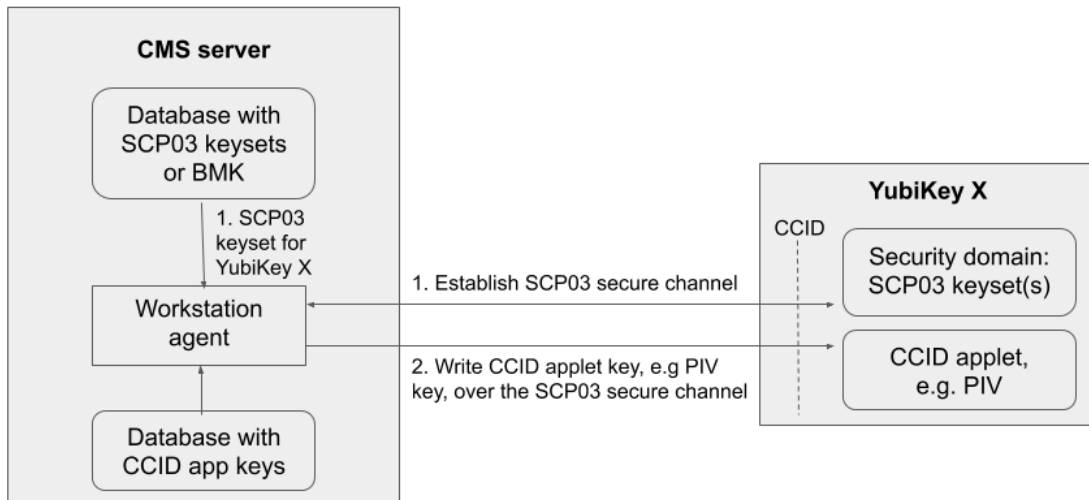 CMS server
Database with
SCP03 keysets
or BMK
1. SCP03
keyset for
YubiKey X
Workstation
agent
Database with
CCID app keys
1. Establish SCP03 secure channel
2. Write CCID applet key, e.g PIV
key, over the SCP03 secure channel
YubiKey X
CCID
Security domain:
SCP03 keyset(s)
CCID applet,
e.g. PIV